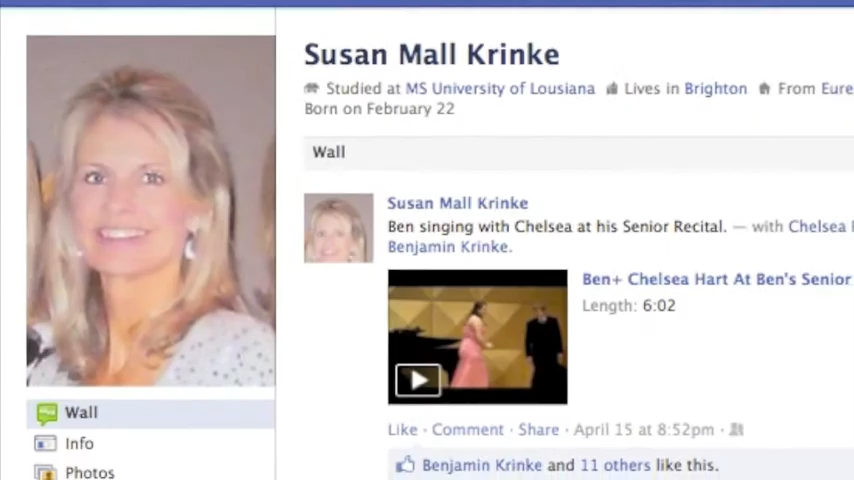 Susan Mall Krinke
Studied at MS University of Lousiana Lives in Brighton From Eure
Born on February 22
Wall
Susan Mall Krinke
Ben singing with Chelsea at his Senior Recital. — with Chelsea
Benjamin Krinke.
Ben+ Chelsea Hart At Ben's Senior
Length: 6:02
Like · Comment · Share · April 15 at 8:52pm ·
Benjamin Krinke and 11 others like this.
Wall
Info
Photos